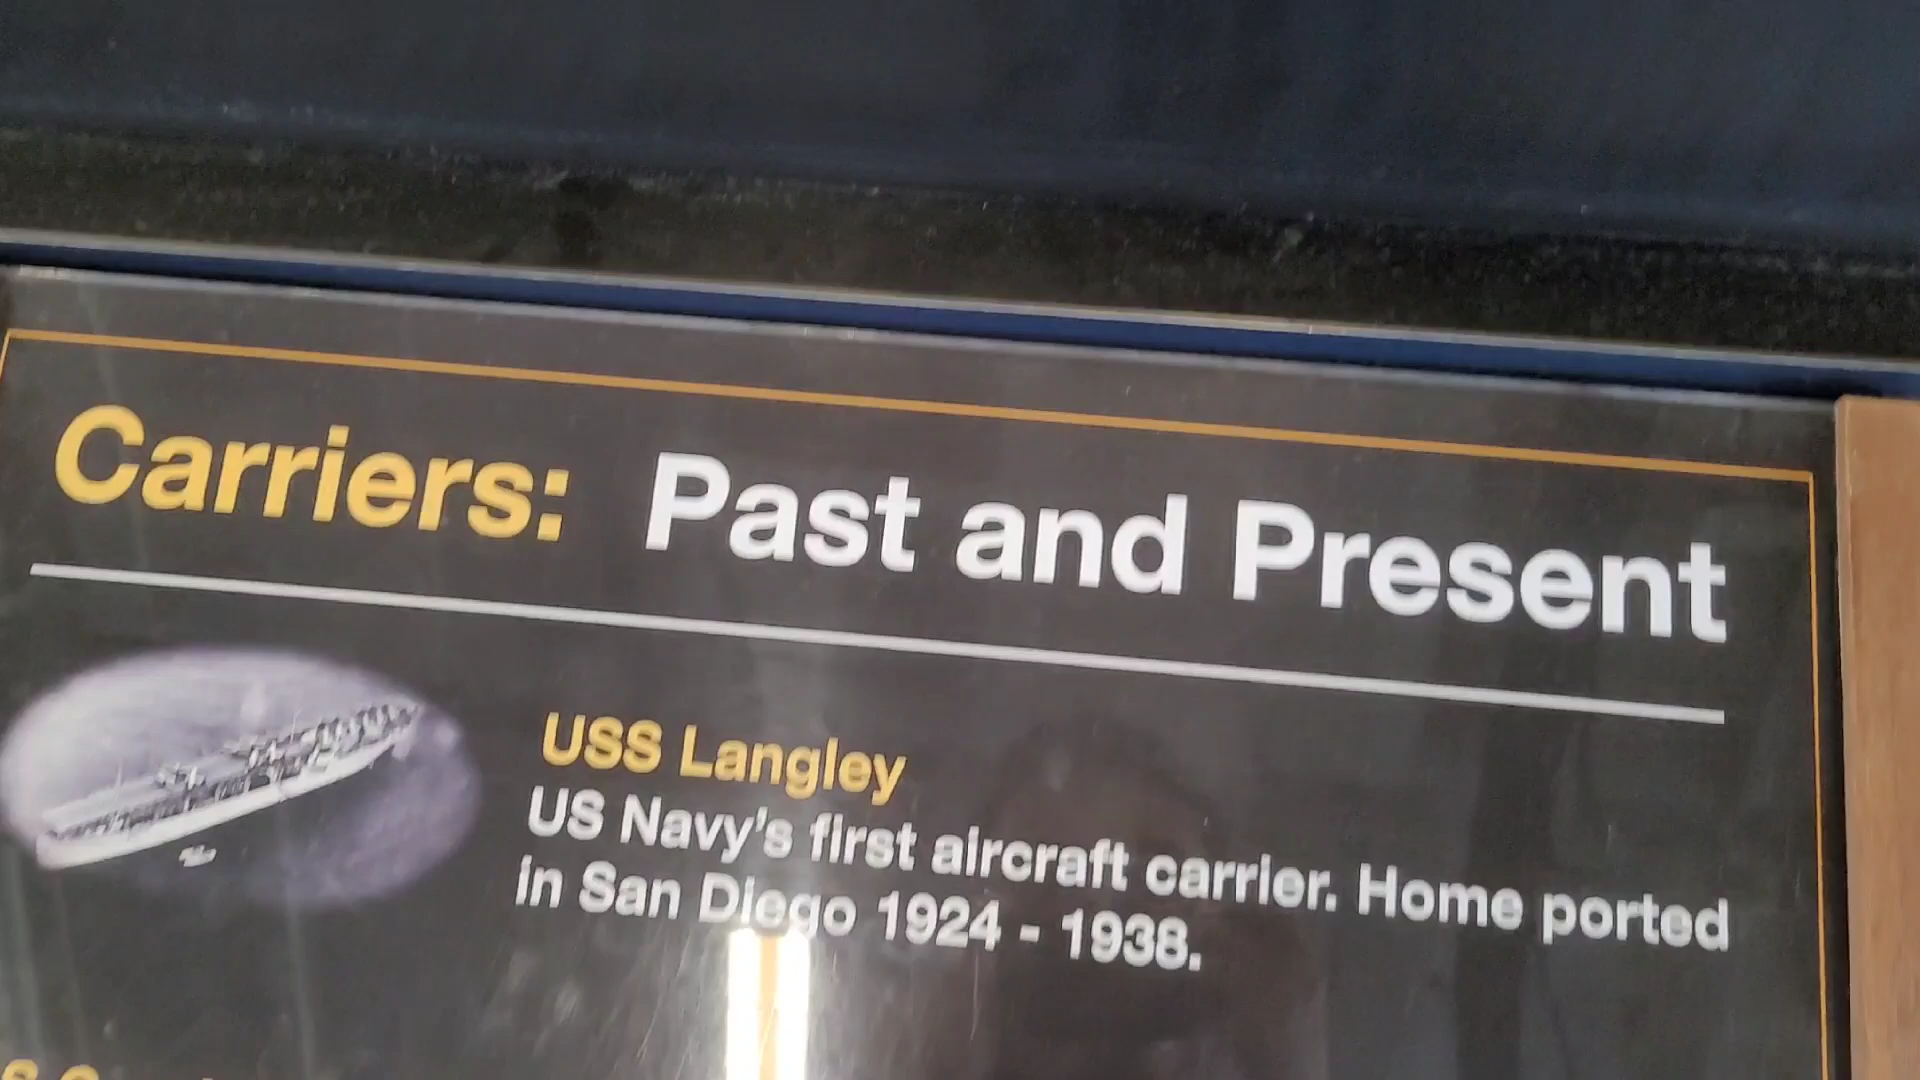 Carriers: Past and Present
USS Langley
US Navy's first aircraft carrier. Home ported
in San Diego 1924 - 1938.